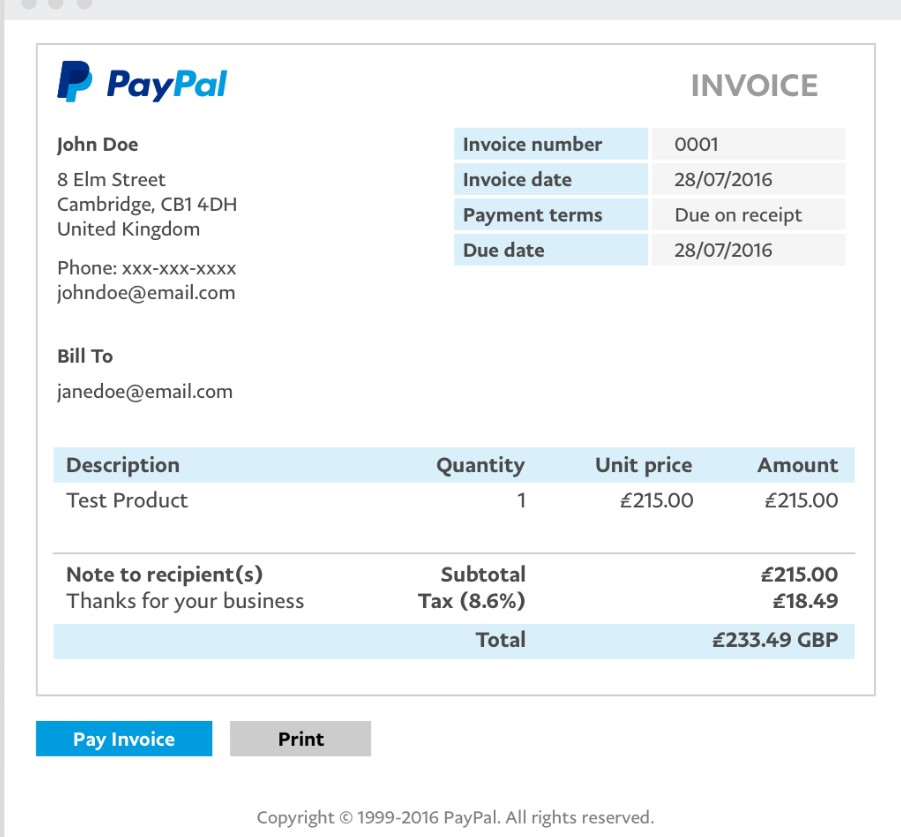 PayPal
INVOICE
John Doe
8 Elm Street
Cambridge, CB1 4DH
United Kingdom
Phone: xxx-xxx-xxxx
johndoe@email.com
Invoice number 0001
Invoice date 28/07/2016
Payment terms Due on receipt
Due date 28/07/2016
Bill To
janedoe@email.com
Description Quantity Unit price Amount
Test Product 1 £215.00 £215.00
Note to recipient(s) Subtotal £215.00
Thanks for your business Tax (8.6%) £18.49
Total £233.49 GBP
Pay Invoice Print
Copyright © 1999-2016 PayPal. All rights reserved.